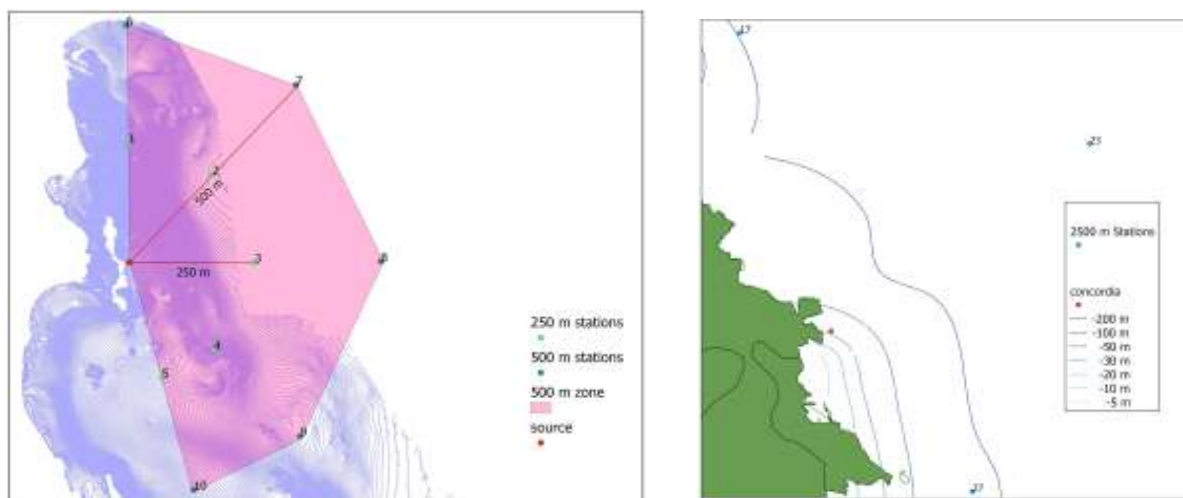 6
7
1
2
500 m
3
8
250 m
4
5
9
10
250 m stations
500 m stations
500 m zone
source
17
23
2500 m Stations
concordia
-200 m
-100 m
-50 m
-30 m
-20 m
-10 m
-5 m